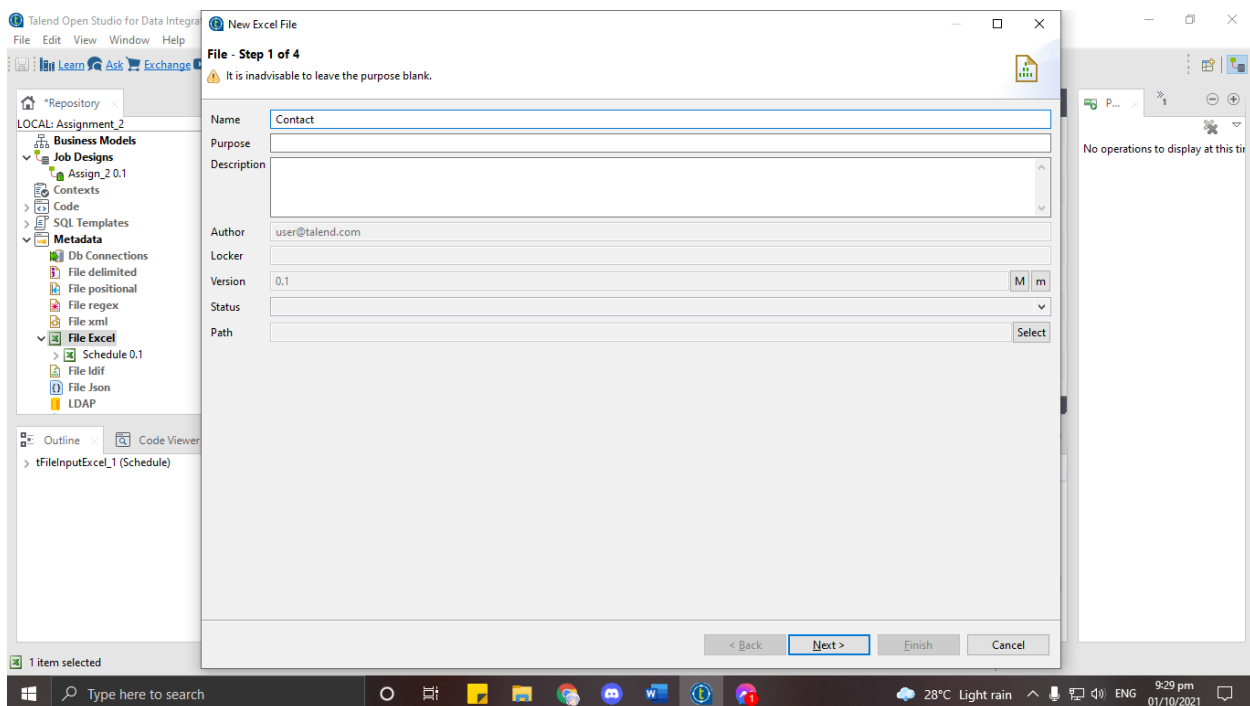 Talend Open Studio for Data Integra
File Edit View Window Help
Learn Ask Exchange
*Repository
LOCAL: Assignment_2
Business Models
Job Designs
Assign_2 0.1
Contexts
Code
SQL Templates
Metadata
Db Connections
File delimited
File positional
File regex
File xml
File Excel
Schedule 0.1
File ldif
File Json
LDAP
Outline
Code Viewer
tFileInputExcel_1 (Schedule)
1 item selected
New Excel File
File - Step 1 of 4
It is inadvisable to leave the purpose blank.
Name Contact
Purpose
Description
Author user@talend.com
Locker
Version 0.1 M m
Status
Path Select
< Back Next > Finish Cancel
P... »1
No operations to display at this tir
Type here to search
W
1
28°C Light rain ENG
9:29 pm
01/10/2021